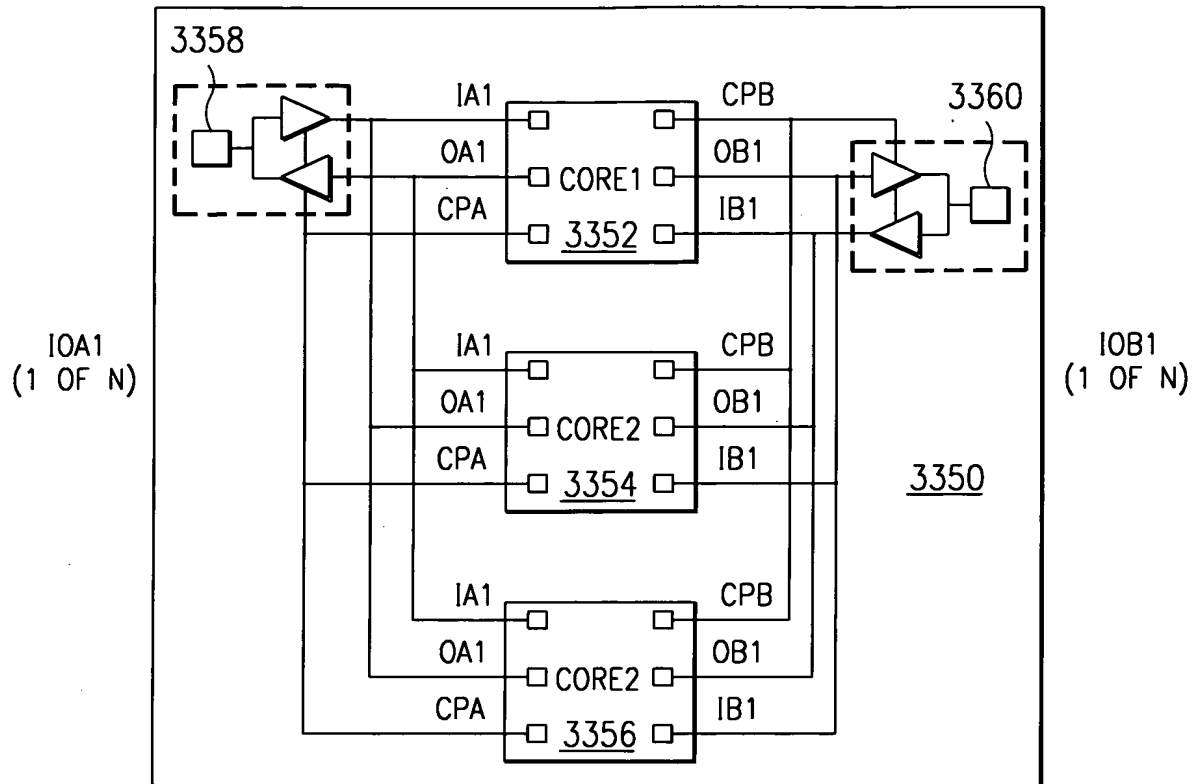 3358
IA1
CPB
3360
OA1
OB1
CORE1
CPA
IB1
3352
IOA1
(1 OF N)
IOB1
(1 OF N)
IA1
CPB
OA1
OB1
CORE2
CPA
IB1
3354
3350
IA1
CPB
OA1
OB1
CORE2
CPA
IB1
3356